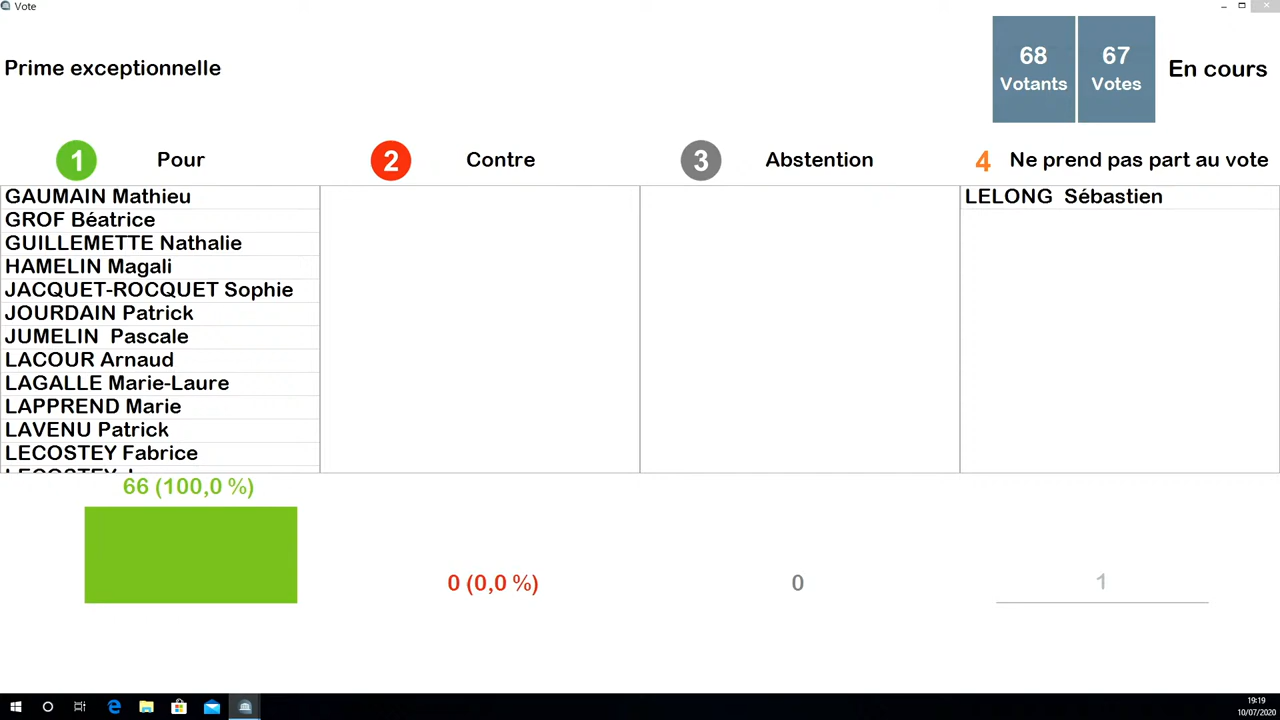 Vote
Prime exceptionnelle
68
Votants
67
Votes
En cours
1 Pour
2 Contre
3 Abstention
4 Ne prend pas part au vote
GAUMAIN Mathieu
GROF Béatrice
GUILLEMETTE Nathalie
HAMELIN Magali
JACQUET-ROCQUET Sophie
JOURDAIN Patrick
JUMELIN  Pascale
LACOUR Arnaud
LAGALLE Marie-Laure
LAPPREND Marie
LAVENU Patrick
LECOSTEY Fabrice
LECOSTEY
LELONG  Sébastien
66 (100,0 %)
0 (0,0 %)
0
1
19:19
10/07/2020